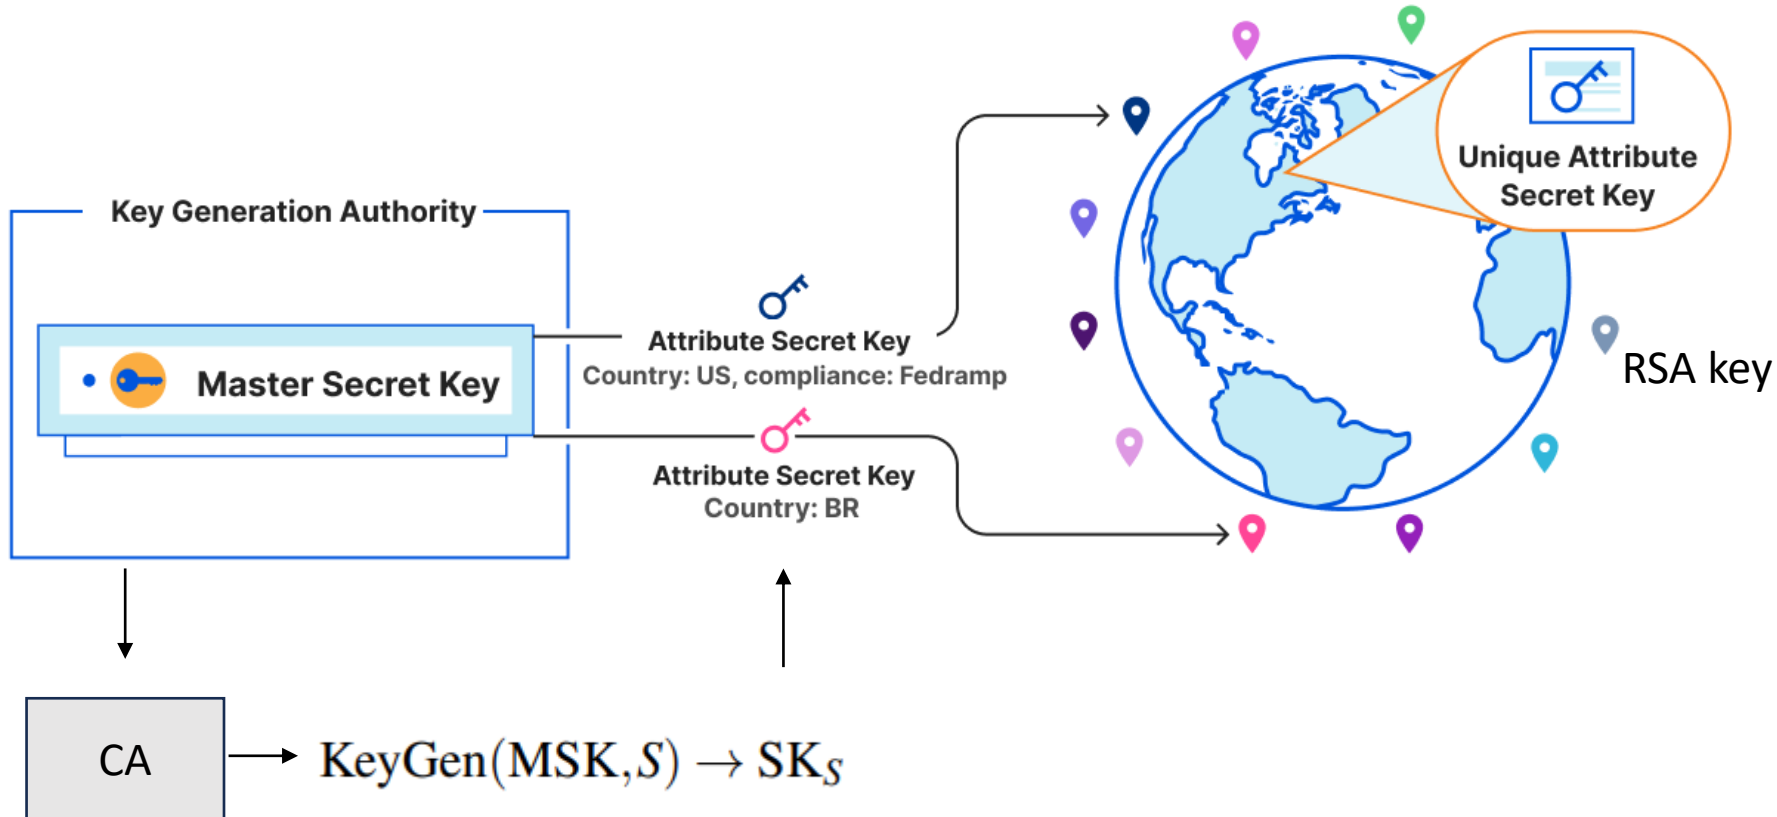 Key Generation Authority
Master Secret Key
Attribute Secret Key
Country: US, compliance: Fedramp
Attribute Secret Key
Country: BR
Unique Attribute
Secret Key
RSA key
CA
KeyGen(MSK,S) → SK_S